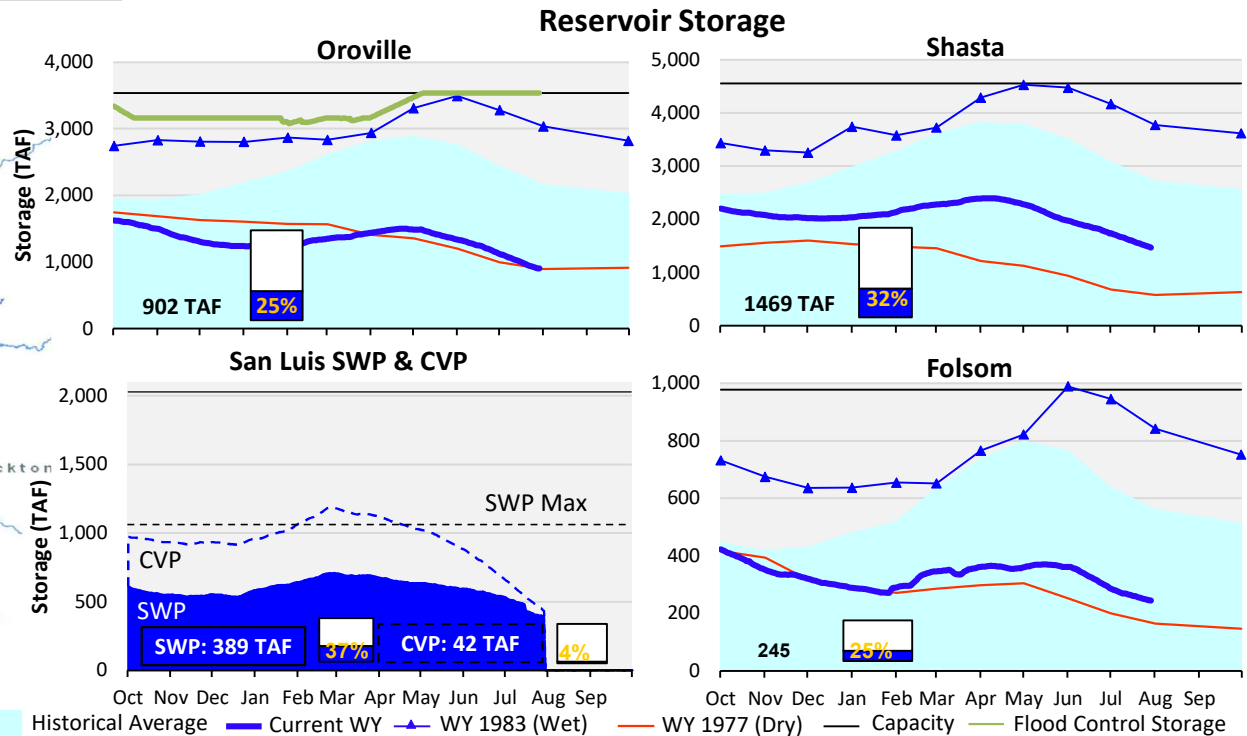 Reservoir Storage
Oroville
Shasta
Storage (TAF)
4,000
3,000
2,000
1,000
0
902 TAF
25%
5,000
4,000
3,000
2,000
1,000
0
1469 TAF
32%
San Luis SWP & CVP
Folsom
Storage (TAF)
2,000
1,500
1,000
500
0
SWP Max
CVP
SWP
SWP: 389 TAF
37%
CVP: 42 TAF
4%
Oct Nov Dec Jan Feb Mar Apr May Jun Jul Aug Sep
1,000
800
600
400
200
0
245
25%
Oct Nov Dec Jan Feb Mar Apr May Jun Jul Aug Sep
ckton
Historical Average Current WY WY 1983 (Wet) WY 1977 (Dry) Capacity Flood Control Storage